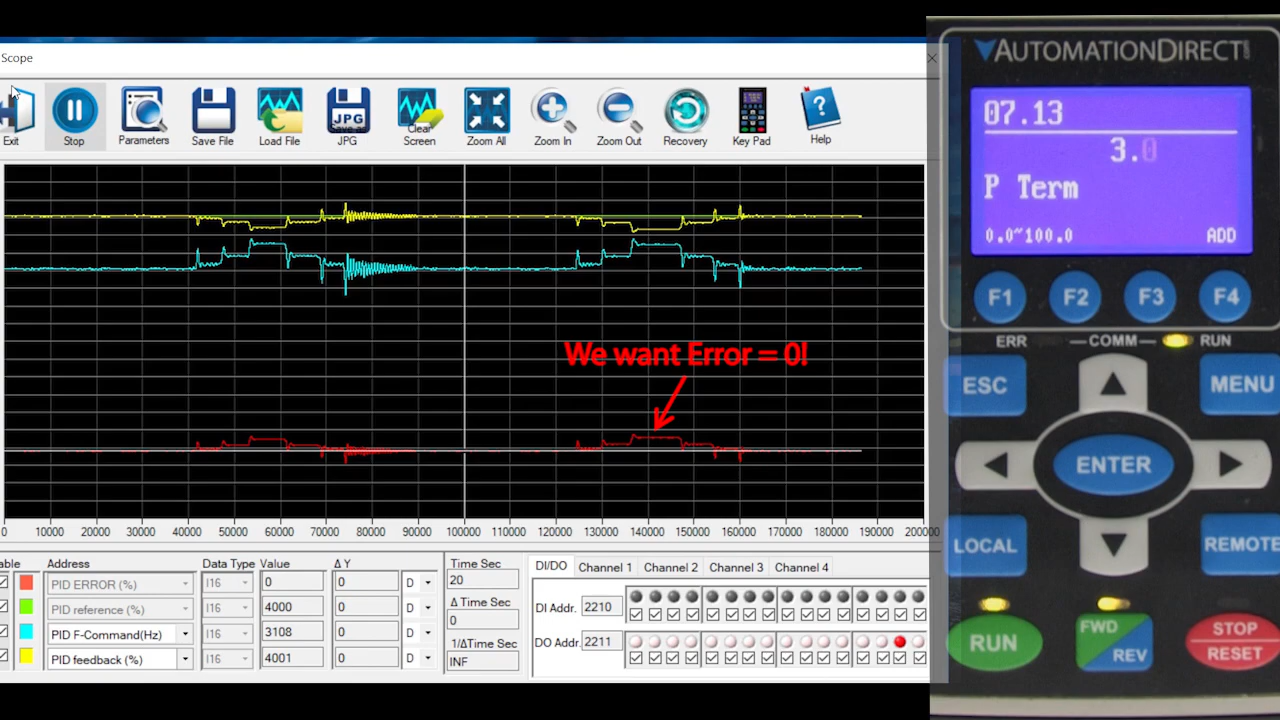 Scope
Exit
Stop
Parameters
Save File
Load File
Save as
JPG
JPG
Clear
Screen
Zoom All
Zoom In
Zoom Out
Recovery
Key Pad
?
Help
We want Error = 0!
0 10000 20000 30000 40000 50000 60000 70000 80000 90000 100000 110000 120000 130000 140000 150000 160000 170000 180000 190000 200000
able Address Data Type Value Δ Y
PID ERROR (%) I16 0 0 D
PID reference (%) I16 4000 0 D
PID F-Command(Hz) I16 3108 0 D
PID feedback (%) I16 4001 0 D
Time Sec
20
Δ Time Sec
0
1/ΔTime Sec
INF
DI/DO Channel 1 Channel 2 Channel 3 Channel 4
DI Addr. 2210
DO Addr. 2211
AUTOMATIONDIRECT
07.13
3.0
P Term
0.0~100.0 ADD
F1 F2 F3 F4
ERR COMM RUN
ESC MENU
ENTER
LOCAL REMOTE
RUN
FWD
REV
STOP
RESET